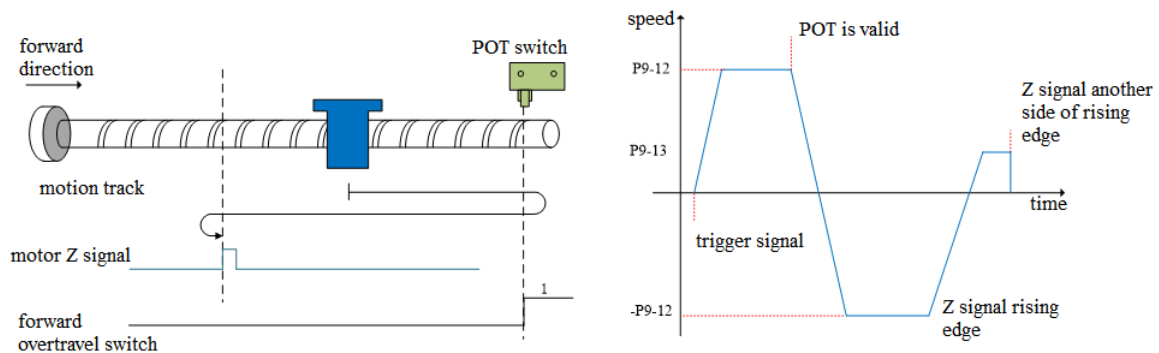 forward
direction
POT switch
motion track
motor Z signal
1
forward
overtravel switch
speed
POT is valid
P9-12
Z signal another
side of rising
edge
P9-13
time
trigger signal
-P9-12
Z signal rising
edge